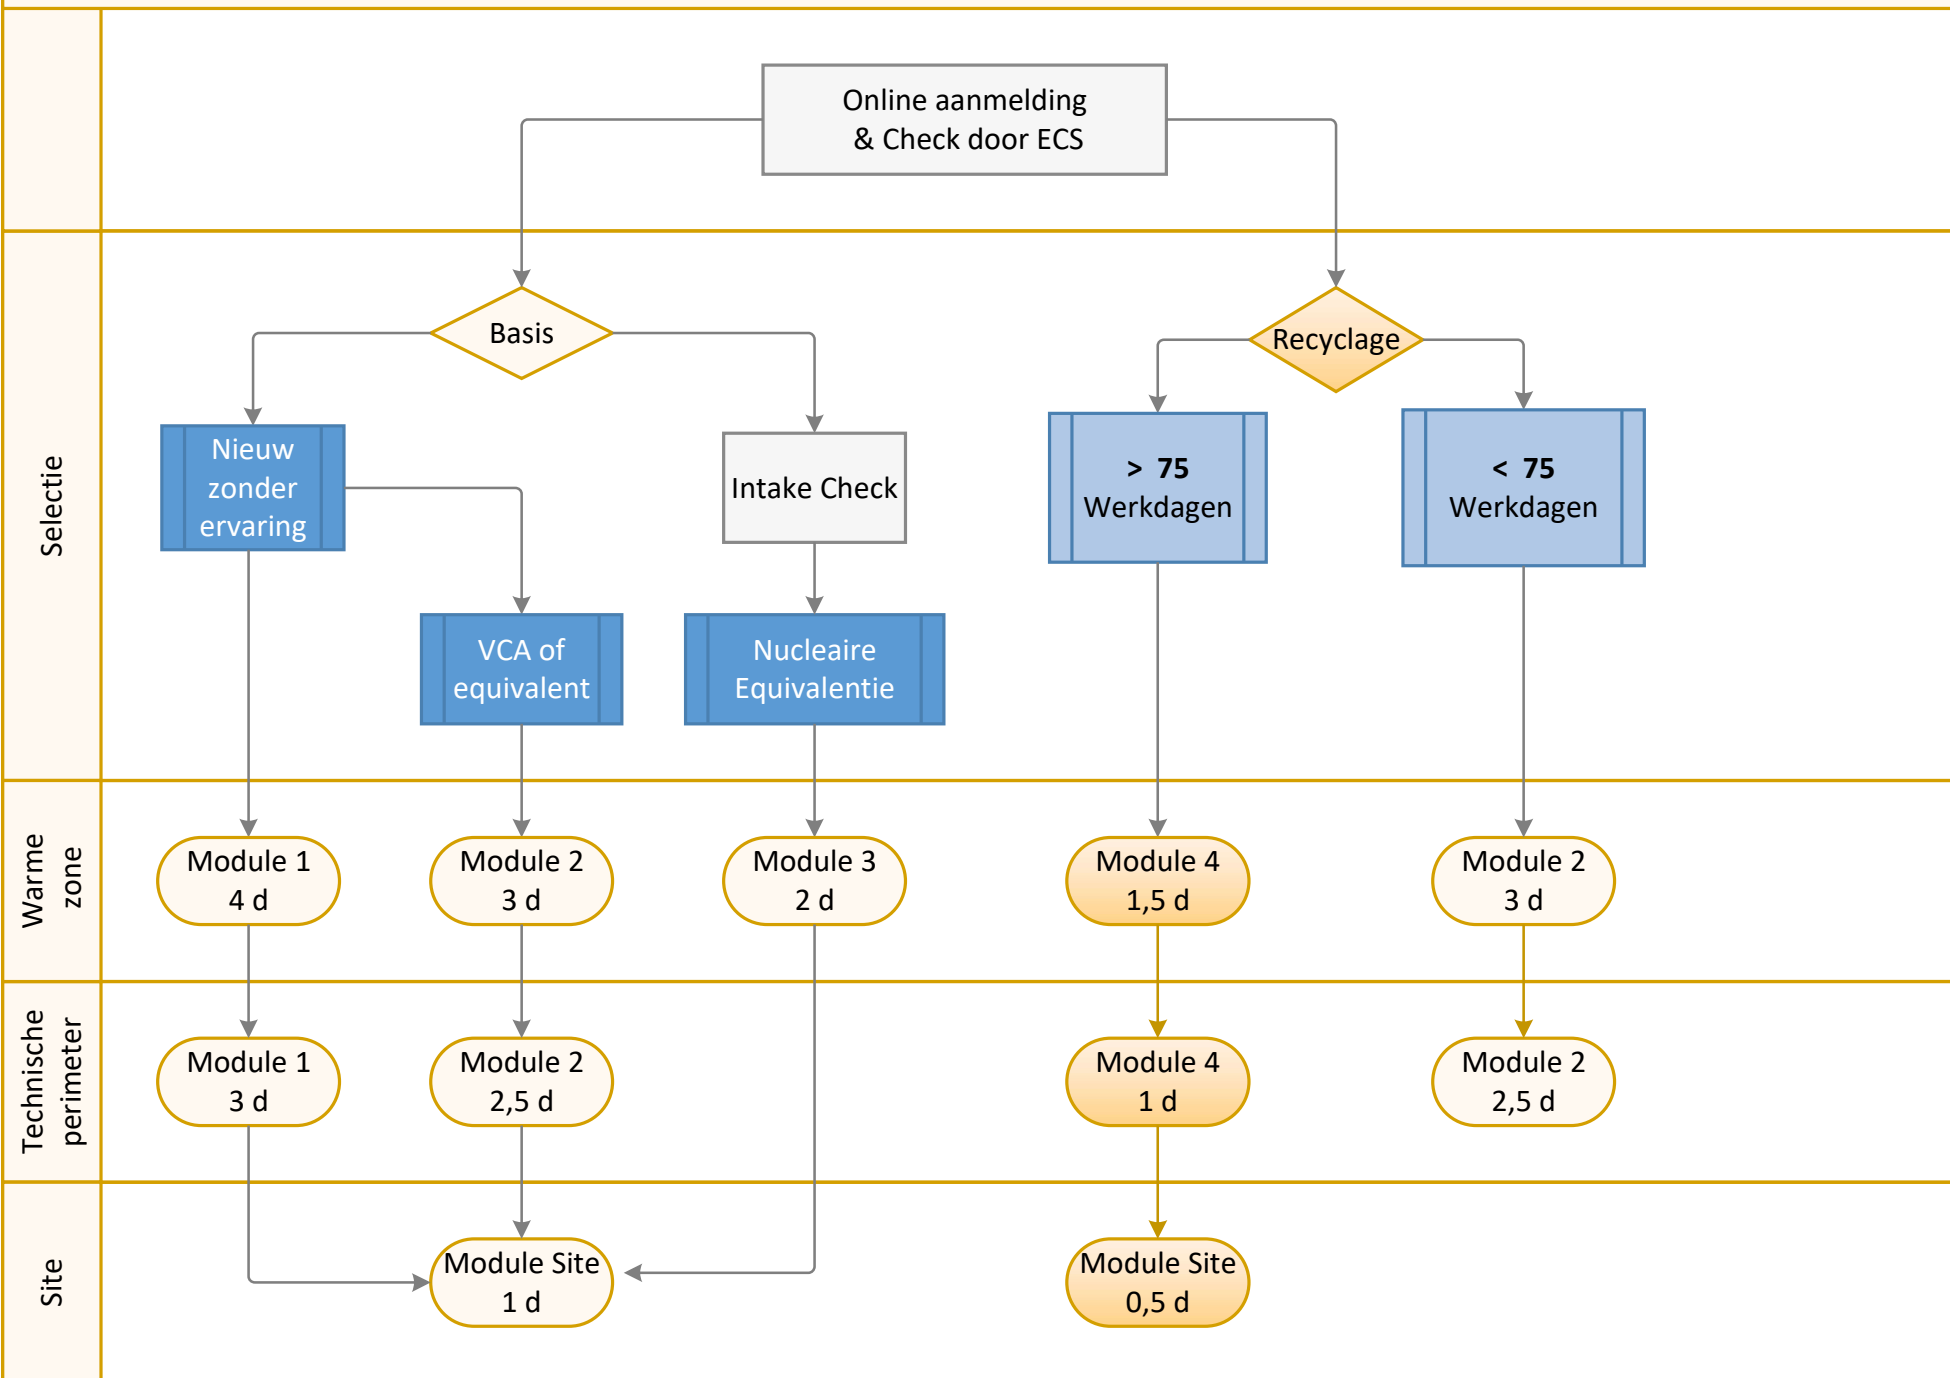 Online aanmelding
& Check door ECS
Selectie
Basis
Recyclage
Nieuw
zonder
ervaring
Intake Check
> 75
Werkdagen
< 75
Werkdagen
VCA of
equivalent
Nucleaire
Equivalentie
Warme
zone
Module 1
4 d
Module 2
3 d
Module 3
2 d
Module 4
1,5 d
Module 2
3 d
Technische
perimeter
Module 1
3 d
Module 2
2,5 d
Module 4
1 d
Module 2
2,5 d
Site
Module Site
1 d
Module Site
0,5 d